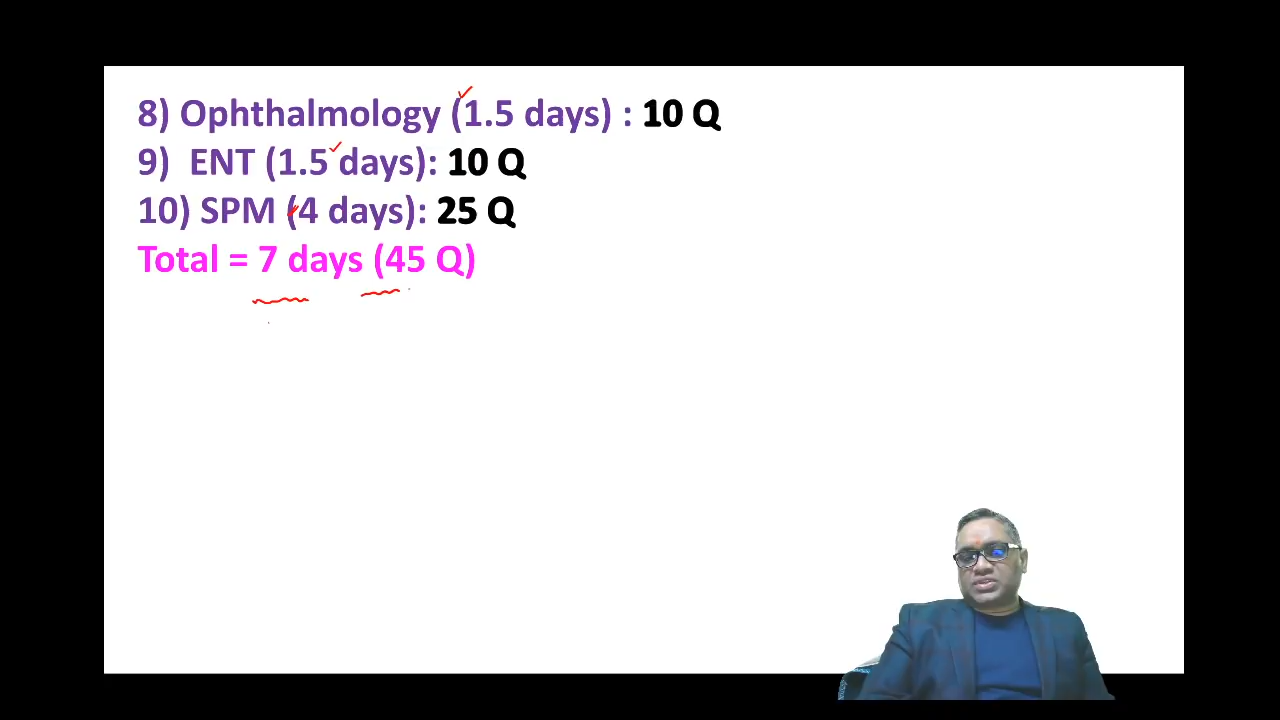 8) Ophthalmology (1.5 days) : 10 Q
9) ENT (1.5 days): 10 Q
10) SPM (4 days): 25 Q
Total = 7 days (45 Q)